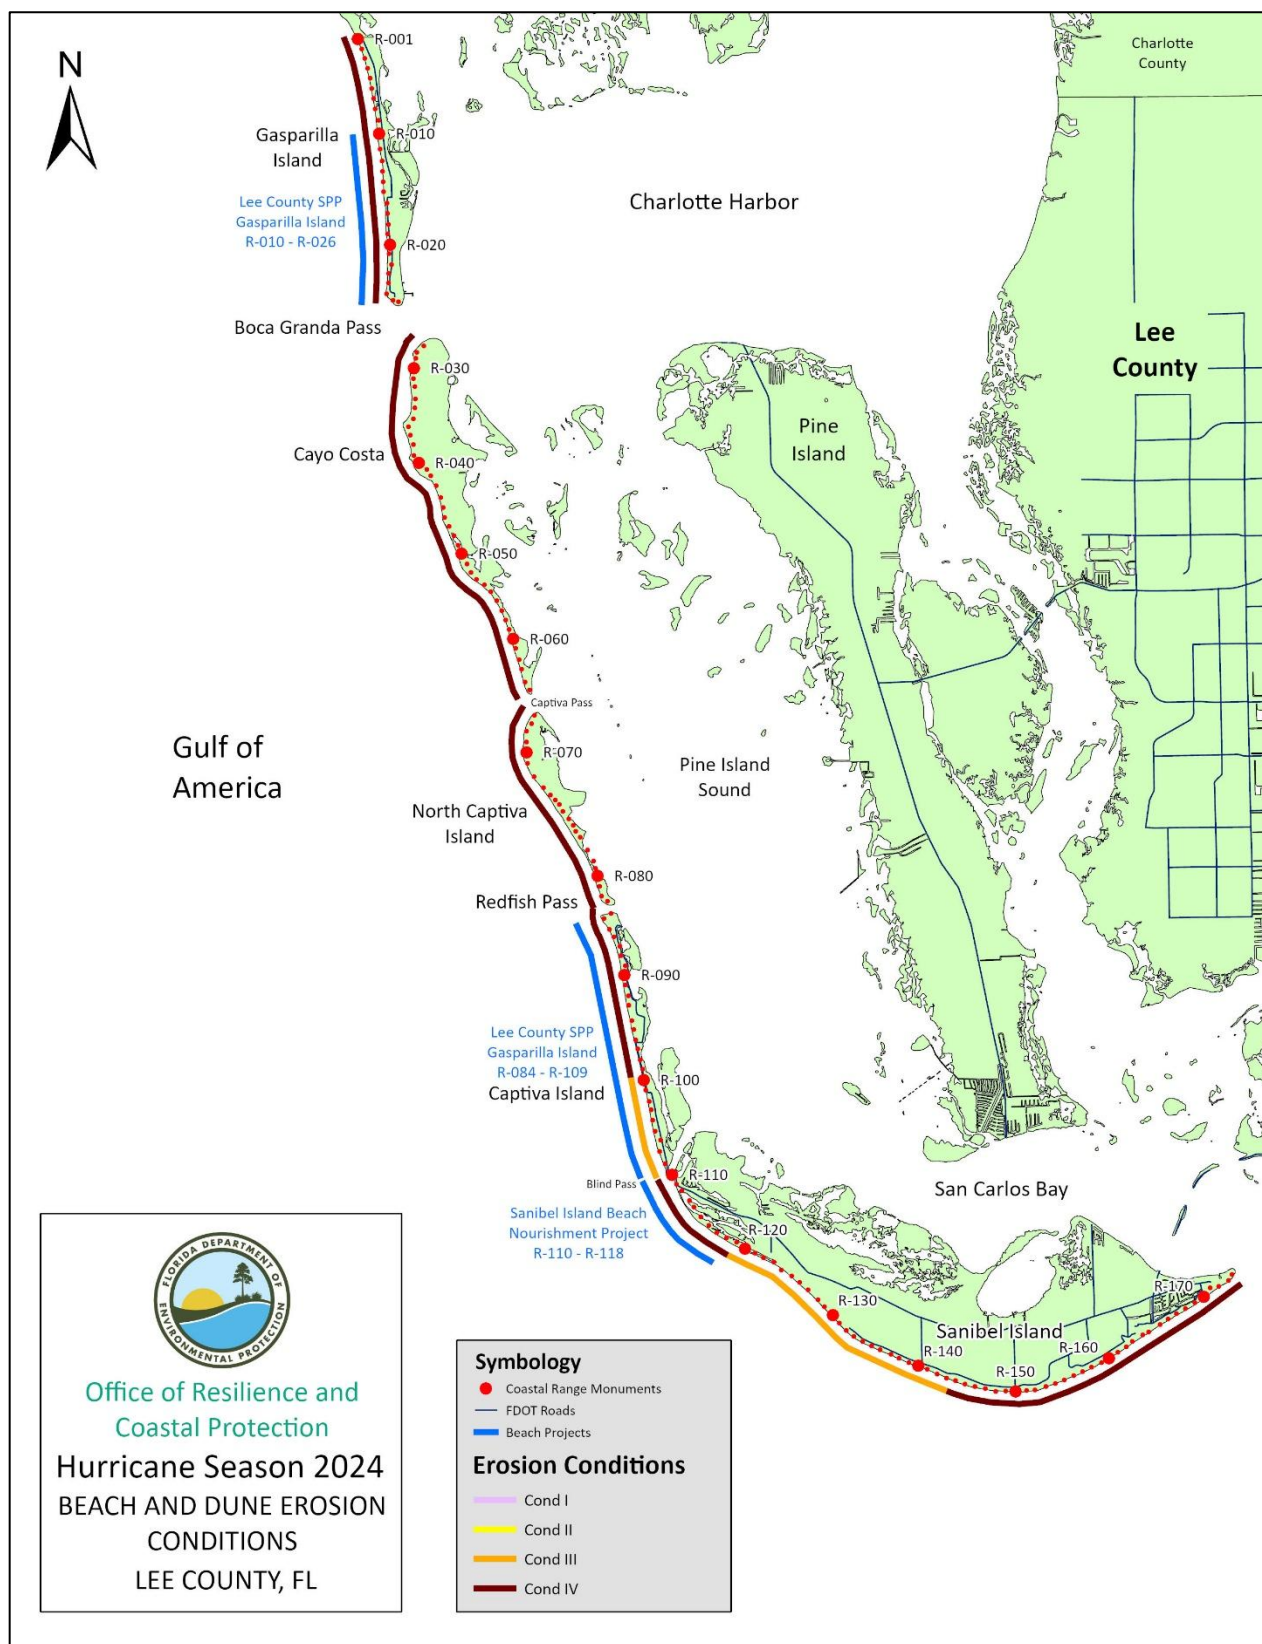 N
R-001
Charlotte
County
Gasparilla
Island
R-010
Lee County SPP
Gasparilla Island
R-010 - R-026
Charlotte Harbor
R-020
Boca Granda Pass
Lee
County
R-030
Pine
Island
Cayo Costa
R-040
R-050
R-060
Captiva Pass
Gulf of
America
R-070
Pine Island
Sound
North Captiva
Island
R-080
Redfish Pass
R-090
Lee County SPP
Gasparilla Island
R-084 - R-109
Captiva Island
R-100
R-110
Blind Pass
San Carlos Bay
Sanibel Island Beach
Nourishment Project
R-110 - R-118
R-120
R-130
R-170
Sanibel Island
R-140
R-160
R-150
FLORIDA DEPARTMENT OF
ENVIRONMENTAL PROTECTION
Office of Resilience and
Coastal Protection
Hurricane Season 2024
BEACH AND DUNE EROSION
CONDITIONS
LEE COUNTY, FL
Symbology
Coastal Range Monuments
FDOT Roads
Beach Projects
Erosion Conditions
Cond I
Cond II
Cond III
Cond IV